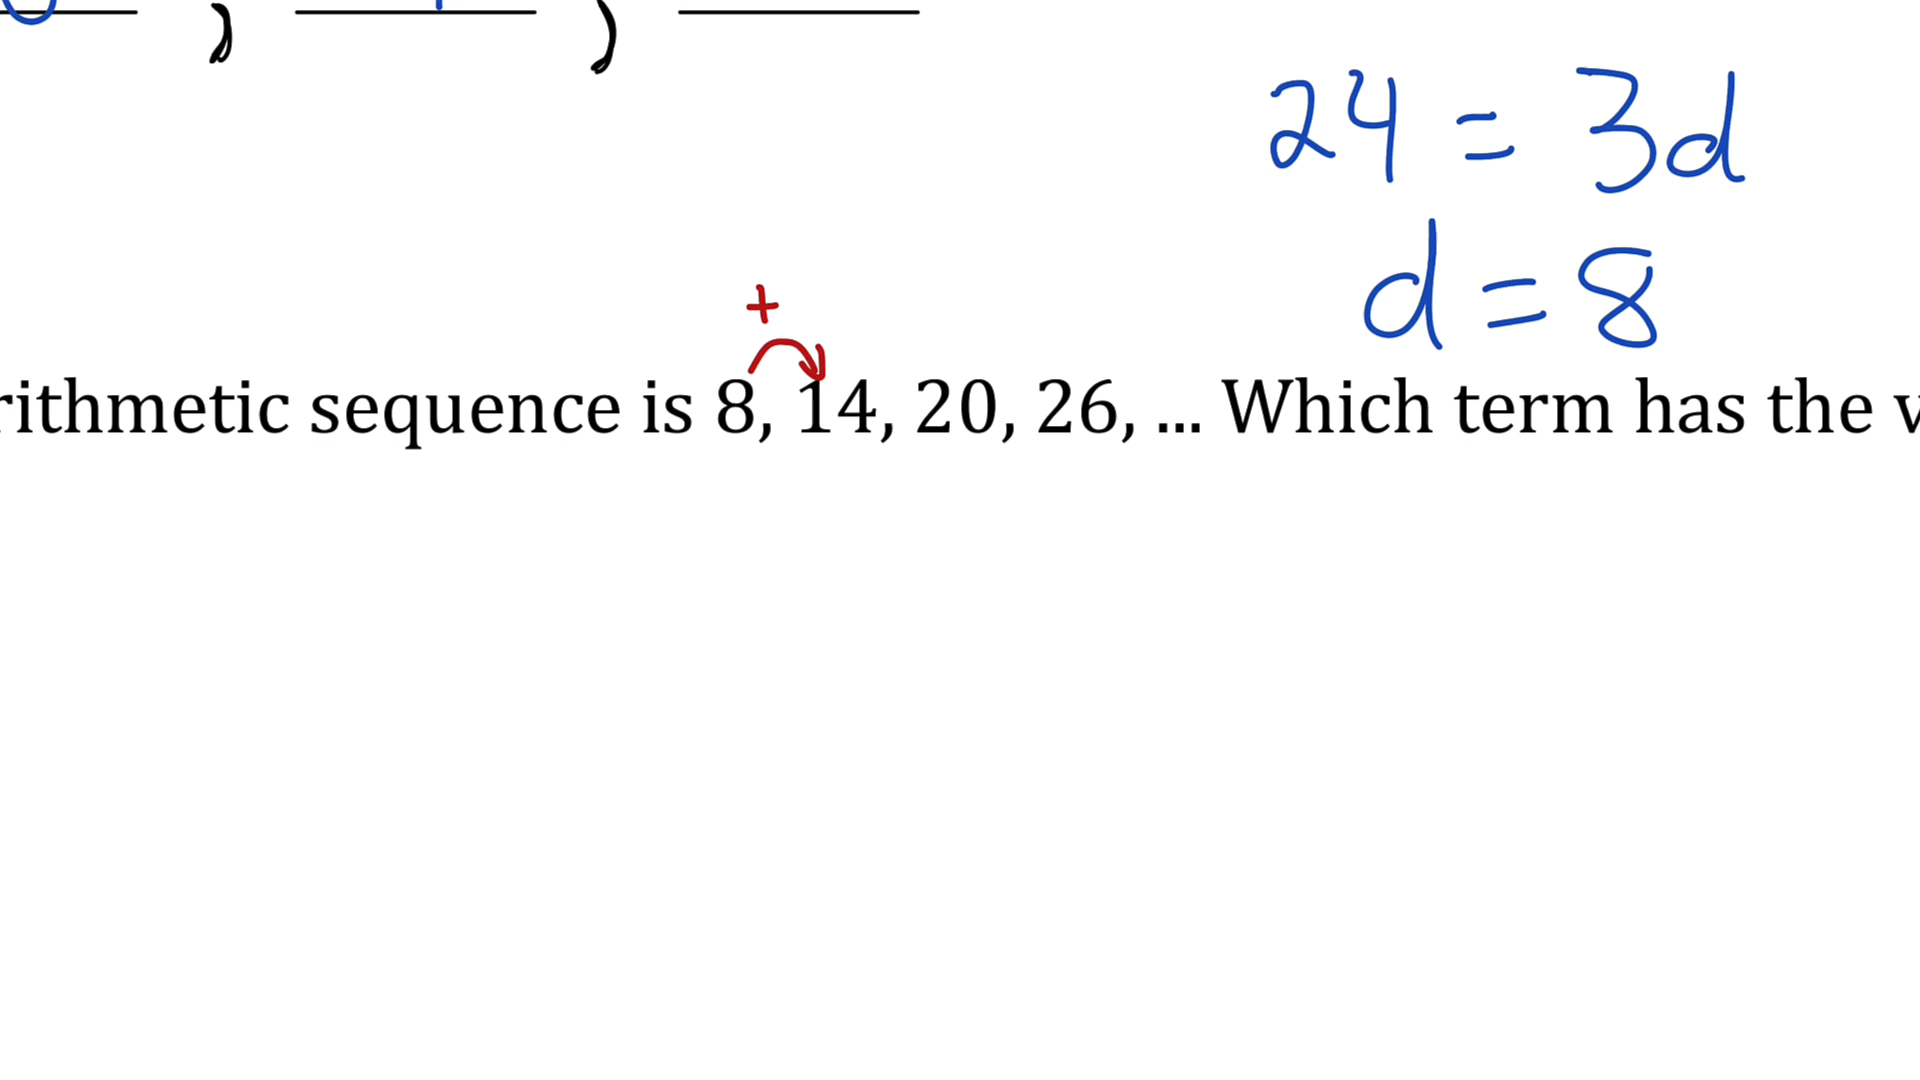 24 = 3d
d = 8
+
rithmetic sequence is 8, 14, 20, 26, ... Which term has the v